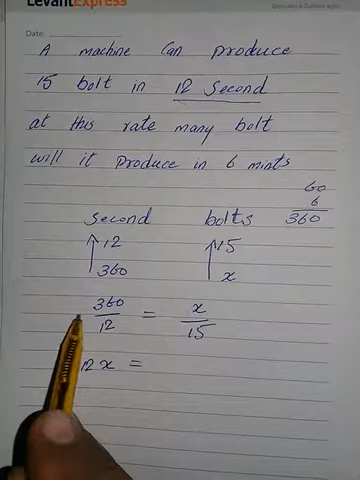 LevantExpress
Date:
A machine Can produce
15 bolt in 12 Second
at this rate many bolt
will it produce in 6 mints
60
6
360
second bolts
12 15
360 x
360/12 = x/15
12 x =